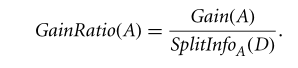 GainRatio(A) = Gain(A) / SplitInfo_A(D).